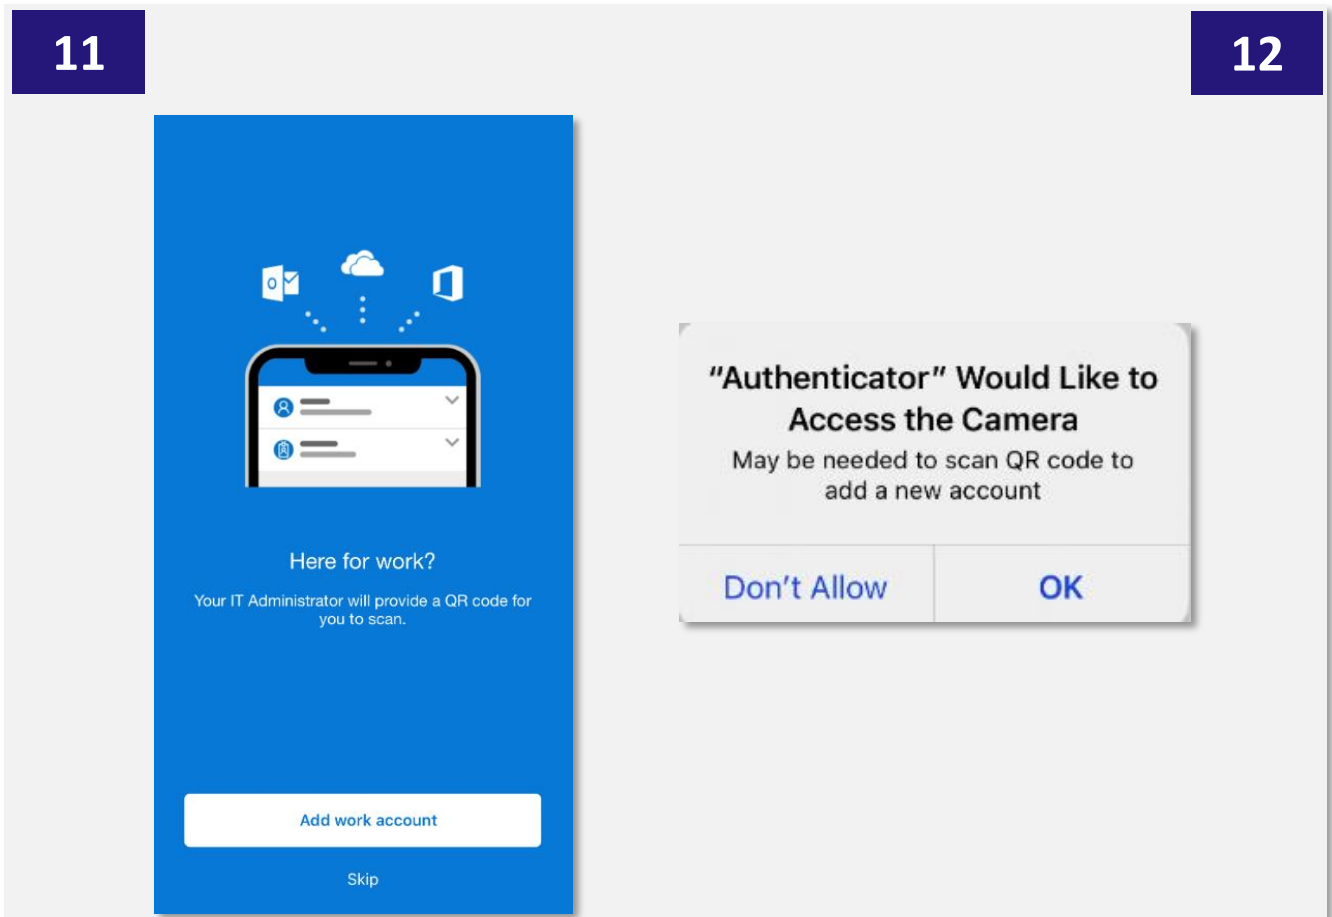 11
12
Here for work?
Your IT Administrator will provide a QR code for
you to scan.
Add work account
Skip
"Authenticator" Would Like to
Access the Camera
May be needed to scan QR code to
add a new account
Don't Allow
OK